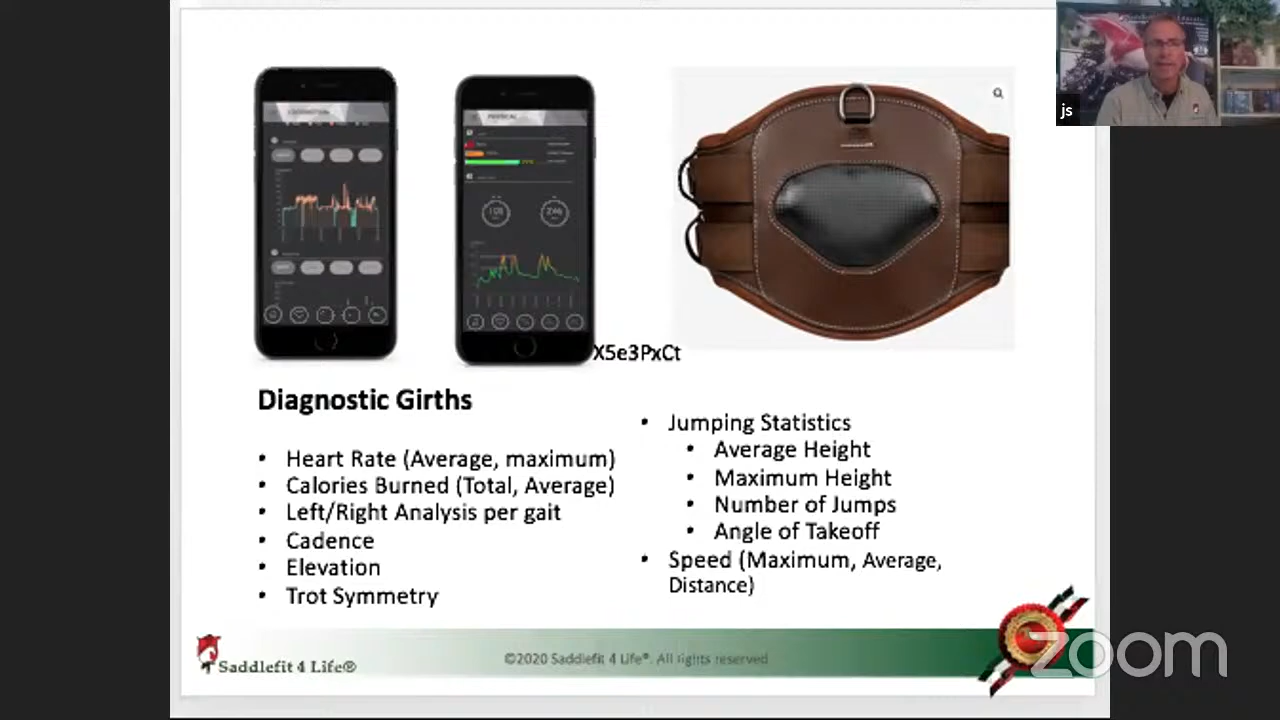 js
PHYSICAL
X5e3PxCt
Diagnostic Girths
• Heart Rate (Average, maximum)
• Calories Burned (Total, Average)
• Left/Right Analysis per gait
• Cadence
• Elevation
• Trot Symmetry
• Jumping Statistics
• Average Height
• Maximum Height
• Number of Jumps
• Angle of Takeoff
• Speed (Maximum, Average,
Distance)
Saddlefit 4 Life®
©2020 Saddlefit 4 Life®. All rights reserved
zoom